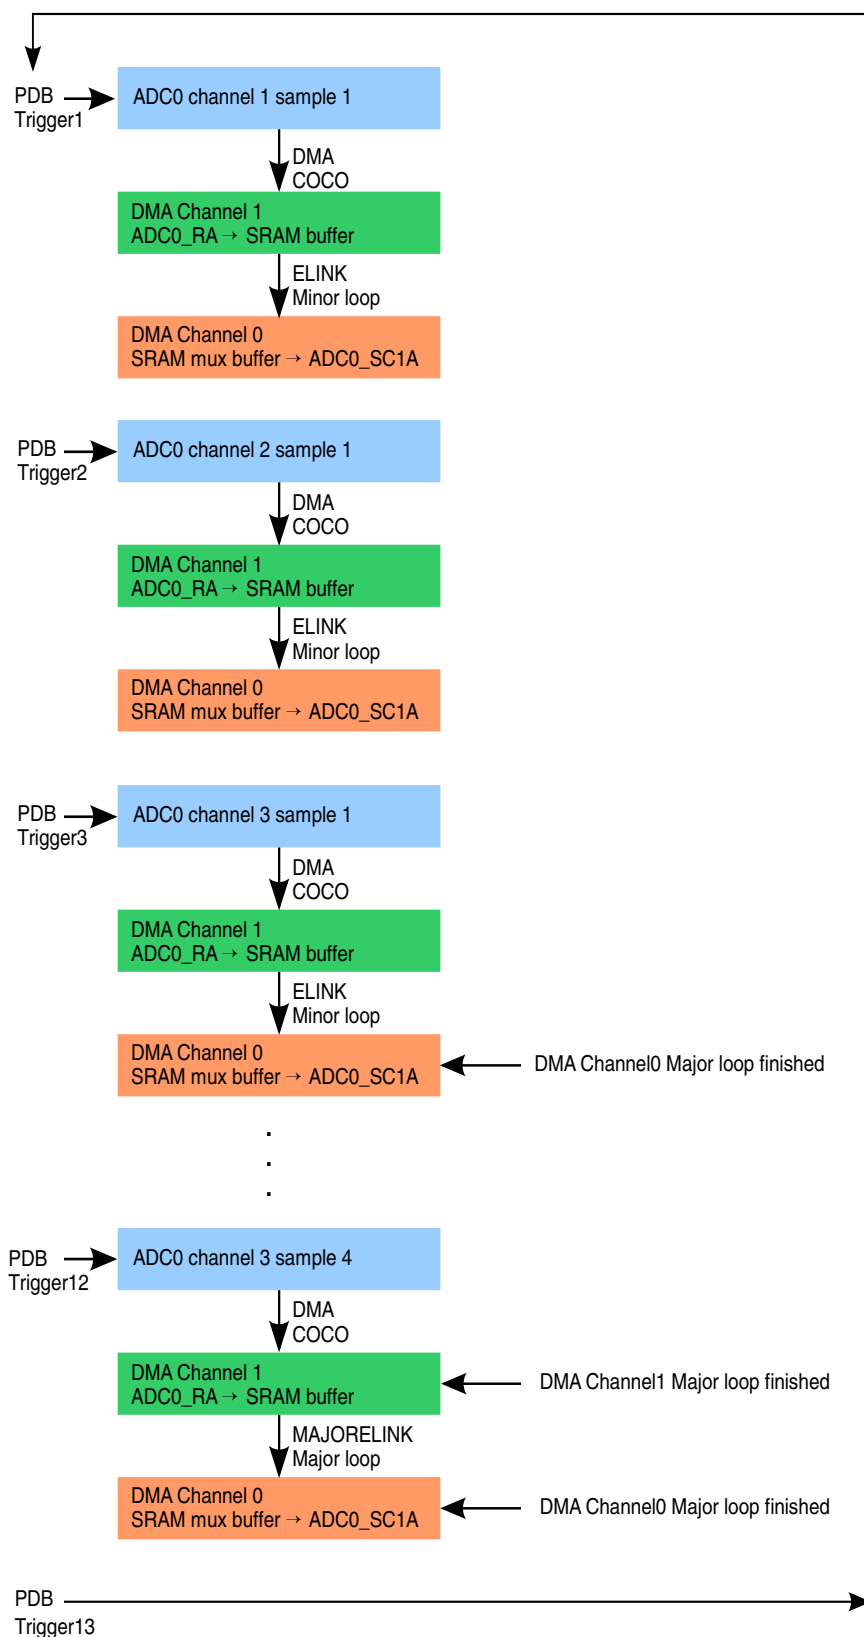 PDB
Trigger1
ADC0 channel 1 sample 1
DMA
COCO
DMA Channel 1
ADC0_RA → SRAM buffer
ELINK
Minor loop
DMA Channel 0
SRAM mux buffer → ADC0_SC1A
PDB
Trigger2
ADC0 channel 2 sample 1
DMA
COCO
DMA Channel 1
ADC0_RA → SRAM buffer
ELINK
Minor loop
DMA Channel 0
SRAM mux buffer → ADC0_SC1A
PDB
Trigger3
ADC0 channel 3 sample 1
DMA
COCO
DMA Channel 1
ADC0_RA → SRAM buffer
ELINK
Minor loop
DMA Channel 0
SRAM mux buffer → ADC0_SC1A
DMA Channel0 Major loop finished
.
.
.
PDB
Trigger12
ADC0 channel 3 sample 4
DMA
COCO
DMA Channel 1
ADC0_RA → SRAM buffer
DMA Channel1 Major loop finished
MAJORELINK
Major loop
DMA Channel 0
SRAM mux buffer → ADC0_SC1A
DMA Channel0 Major loop finished
PDB
Trigger13